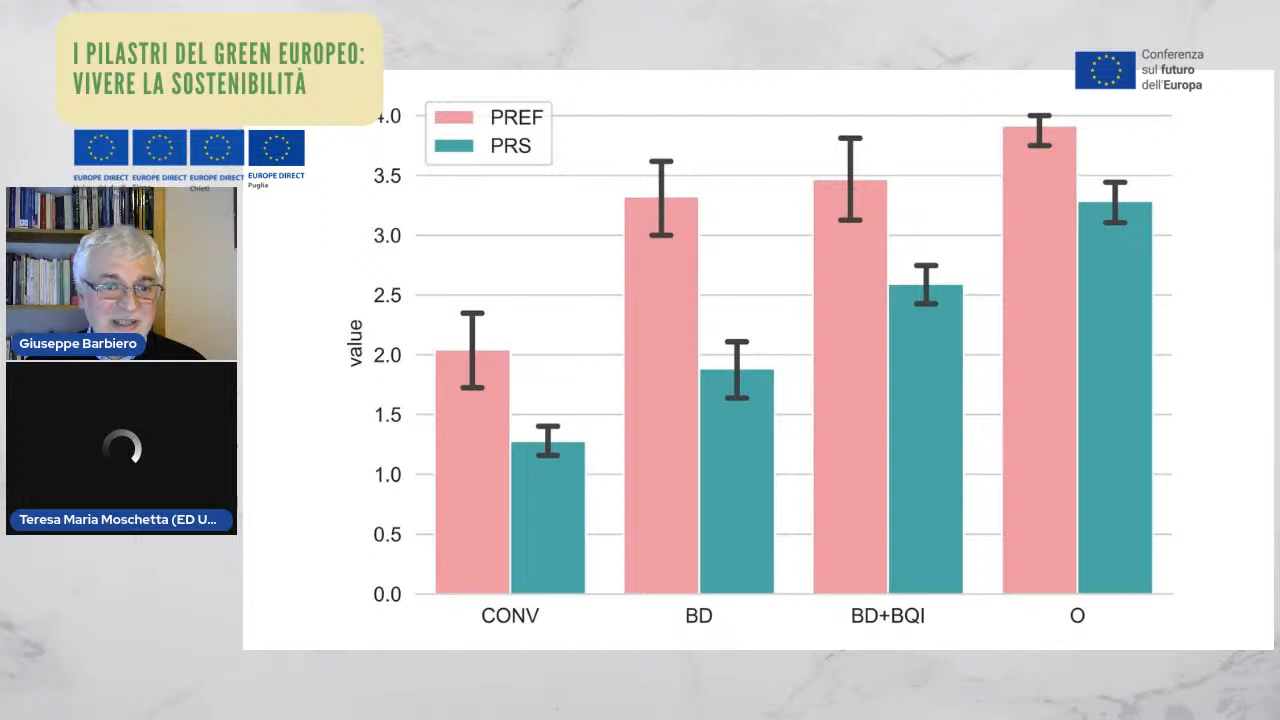 I PILASTRI DEL GREEN EUROPEO:
VIVERE LA SOSTENIBILITÀ
Conferenza
sul futuro
dell'Europa
EUROPE DIRECT
EUROPE DIRECT
EUROPE DIRECT
EUROPE DIRECT
Siena
Chieti
Puglia
Giuseppe Barbiero
Teresa Maria Moschetta (ED U...
PREF
PRS
4.0
3.5
3.0
2.5
2.0
1.5
1.0
0.5
0.0
value
CONV
BD
BD+BQI
O